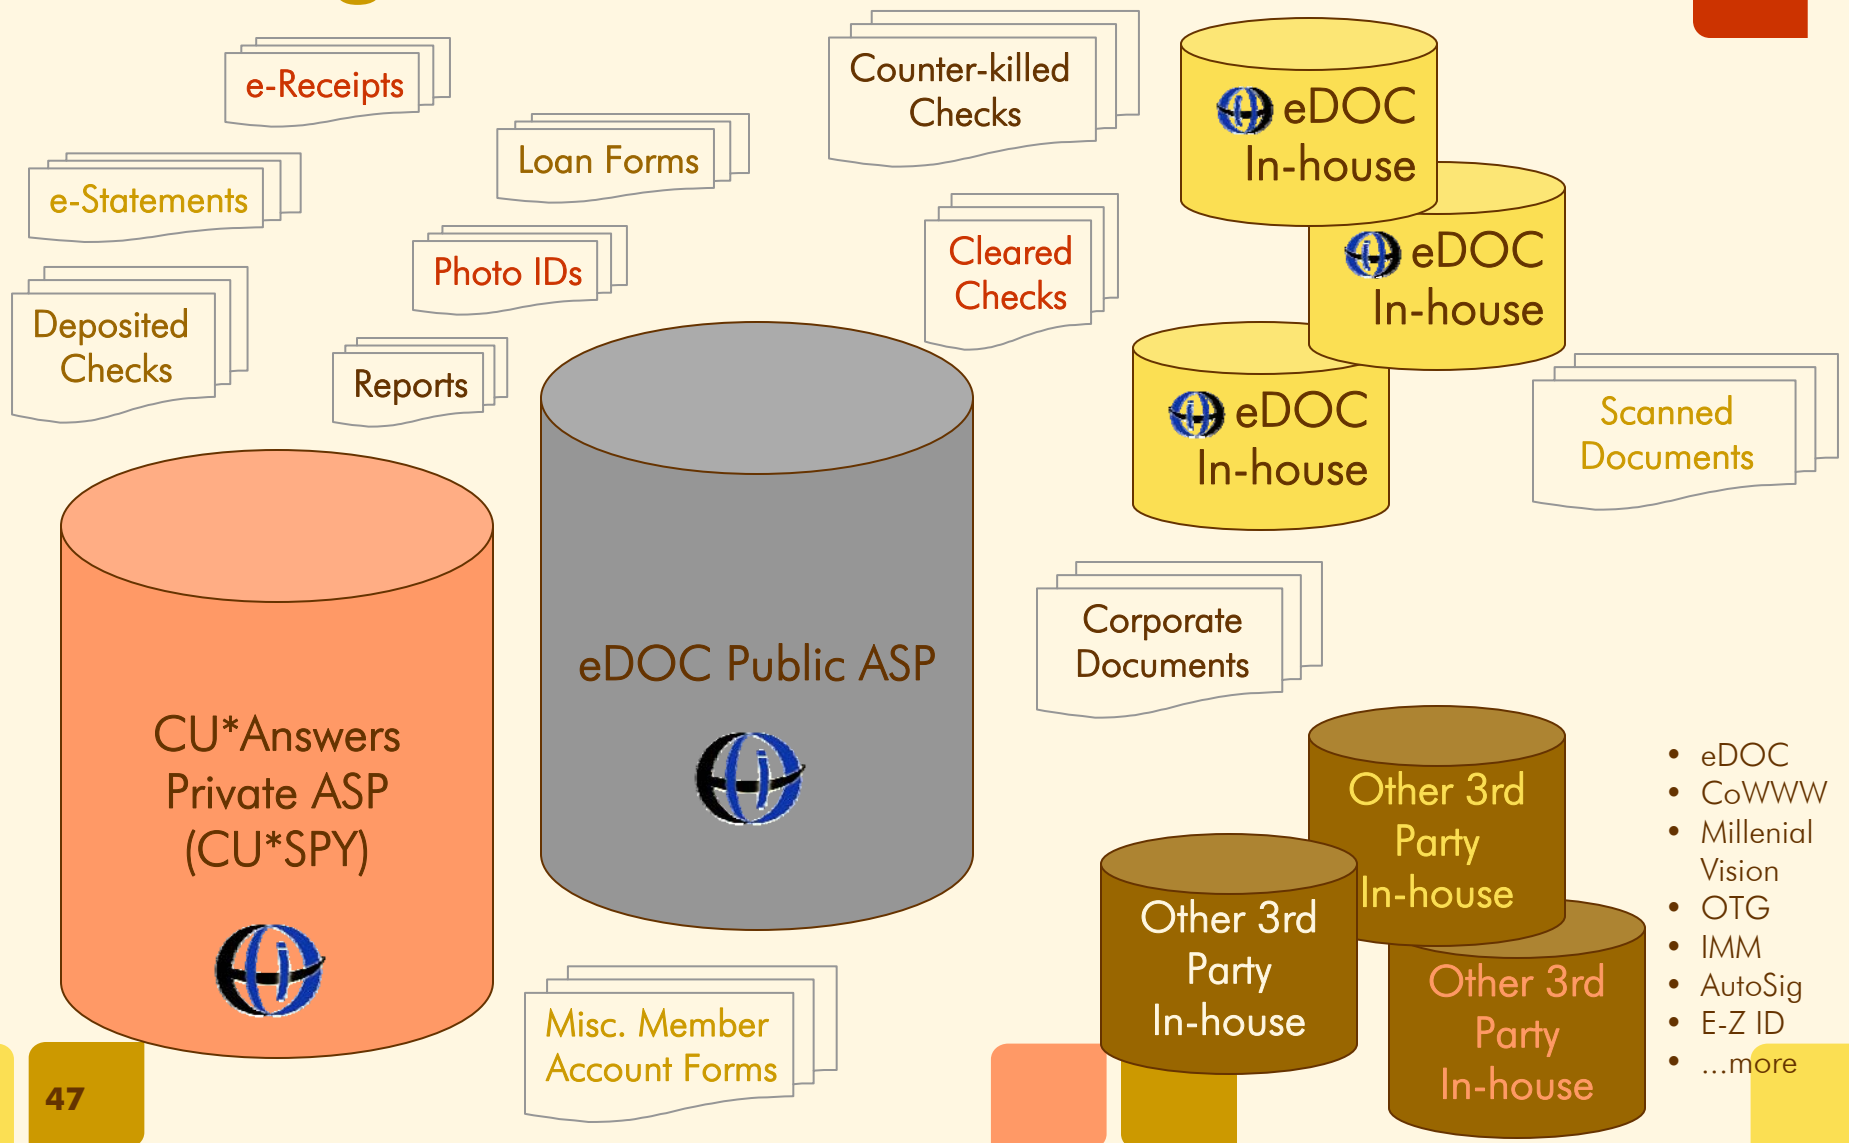 e-Receipts
Counter-killed
Checks
eDOC
In-house
Loan Forms
e-Statements
Cleared
Checks
eDOC
In-house
Photo IDs
Deposited
Checks
Reports
eDOC
In-house
Scanned
Documents
Corporate
Documents
eDOC Public ASP
CU*Answers
Private ASP
(CU*SPY)
Other 3rd
Party
In-house
Other 3rd
Party
In-house
Other 3rd
Party
In-house
• eDOC
• CoWWW
• Millenial
Vision
• OTG
• IMM
• AutoSig
• E-Z ID
• ...more
Misc. Member
Account Forms
47